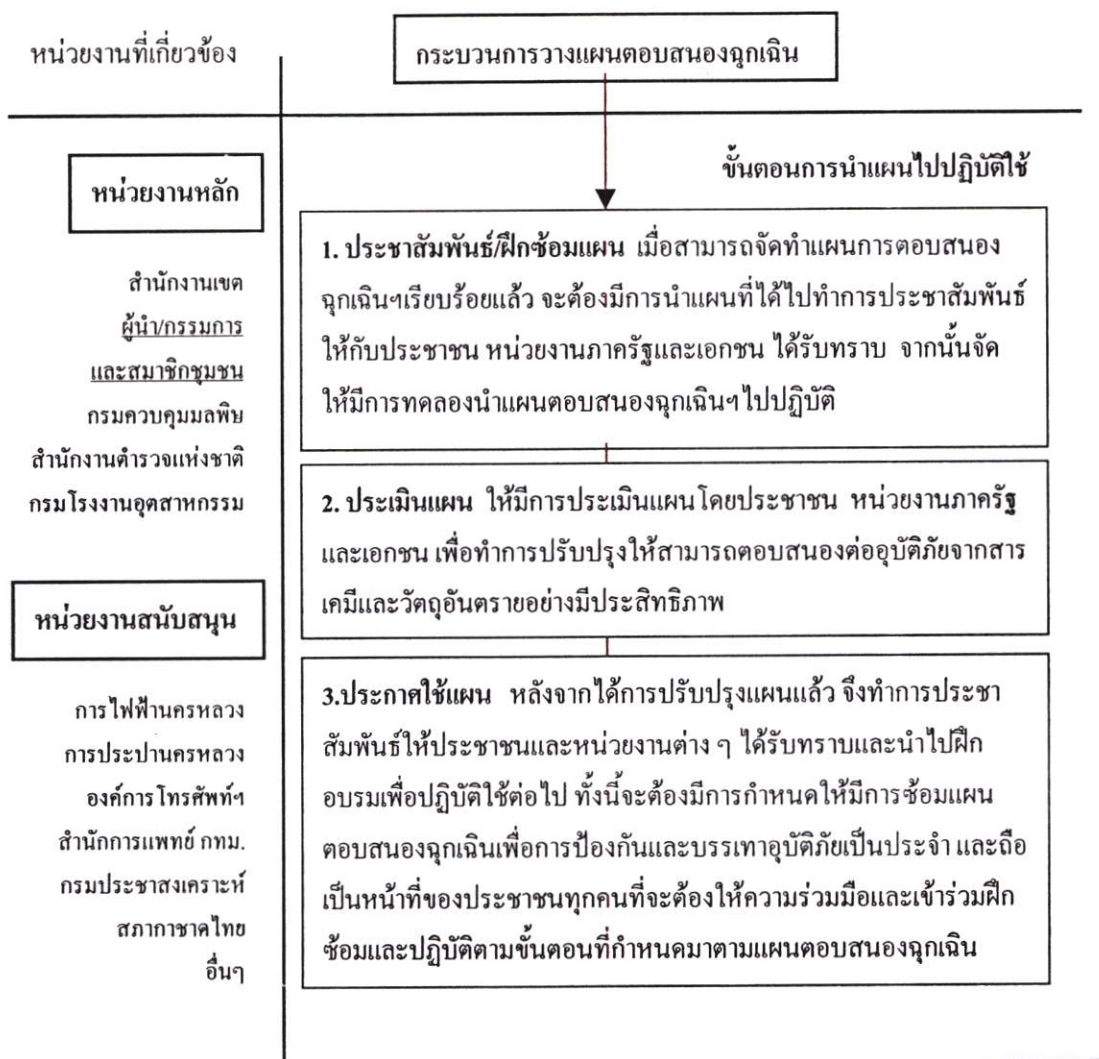 หน่วยงานที่เกี่ยวข้อง
กระบวนการวางแผนตอบสนองฉุกเฉิน
หน่วยงานหลัก
สำนักงานเขต
ผู้นำ/กรรมการ
และสมาชิกชุมชน
กรมควบคุมมลพิษ
สำนักงานตำรวจแห่งชาติ
กรมโรงงานอุตสาหกรรม
หน่วยงานสนับสนุน
การไฟฟ้านครหลวง
การประปานครหลวง
องค์การโทรศัพท์ฯ
สำนักการแพทย์ กทม.
กรมประชาสงเคราะห์
สภากาชาดไทย
อื่นๆ
ขั้นตอนการนำแผนไปปฏิบัติใช้
1. ประชาสัมพันธ์/ฝึกซ้อมแผน เมื่อสามารถจัดทำแผนการตอบสนอง
ฉุกเฉินฯเรียบร้อยแล้ว จะต้องมีการนำแผนที่ได้ไปทำการประชาสัมพันธ์
ให้กับประชาชน หน่วยงานภาครัฐและเอกชน ได้รับทราบ จากนั้นจัด
ให้มีการทดลองนำแผนตอบสนองฉุกเฉินฯไปปฏิบัติ
2. ประเมินแผน ให้มีการประเมินแผนโดยประชาชน หน่วยงานภาครัฐ
และเอกชน เพื่อทำการปรับปรุงให้สามารถตอบสนองต่ออุบัติภัยจากสาร
เคมีและวัตถุอันตรายอย่างมีประสิทธิภาพ
3.ประกาศใช้แผน หลังจากได้การปรับปรุงแผนแล้ว จึงทำการประชา
สัมพันธ์ให้ประชาชนและหน่วยงานต่าง ๆ ได้รับทราบและนำไปฝึก
อบรมเพื่อปฏิบัติใช้ต่อไป ทั้งนี้จะต้องมีการกำหนดให้มีการซ้อมแผน
ตอบสนองฉุกเฉินเพื่อการป้องกันและบรรเทาอุบัติภัยเป็นประจำ และถือ
เป็นหน้าที่ของประชาชนทุกคนที่จะต้องให้ความร่วมมือและเข้าร่วมฝึก
ซ้อมและปฏิบัติตามขั้นตอนที่กำหนดมาตามแผนตอบสนองฉุกเฉิน